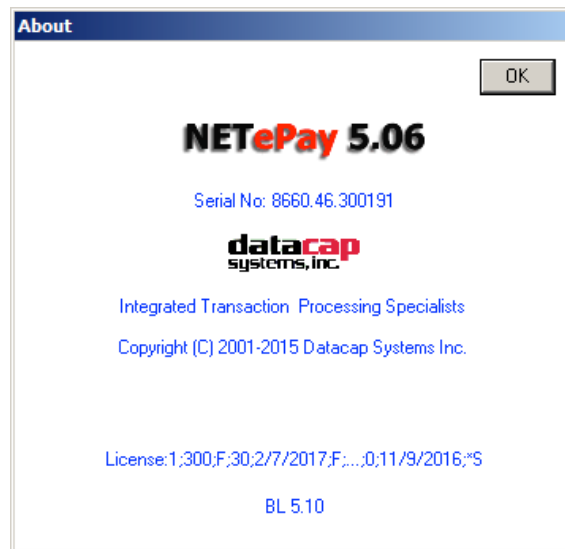 About
OK
NETePay 5.06
Serial No: 8660.46.300191
datacap
systems,inc.
Integrated Transaction  Processing Specialists
Copyright (C) 2001-2015 Datacap Systems Inc.
License:1;300;F;30;2/7/2017;F;...;0;11/9/2016;*S
BL 5.10